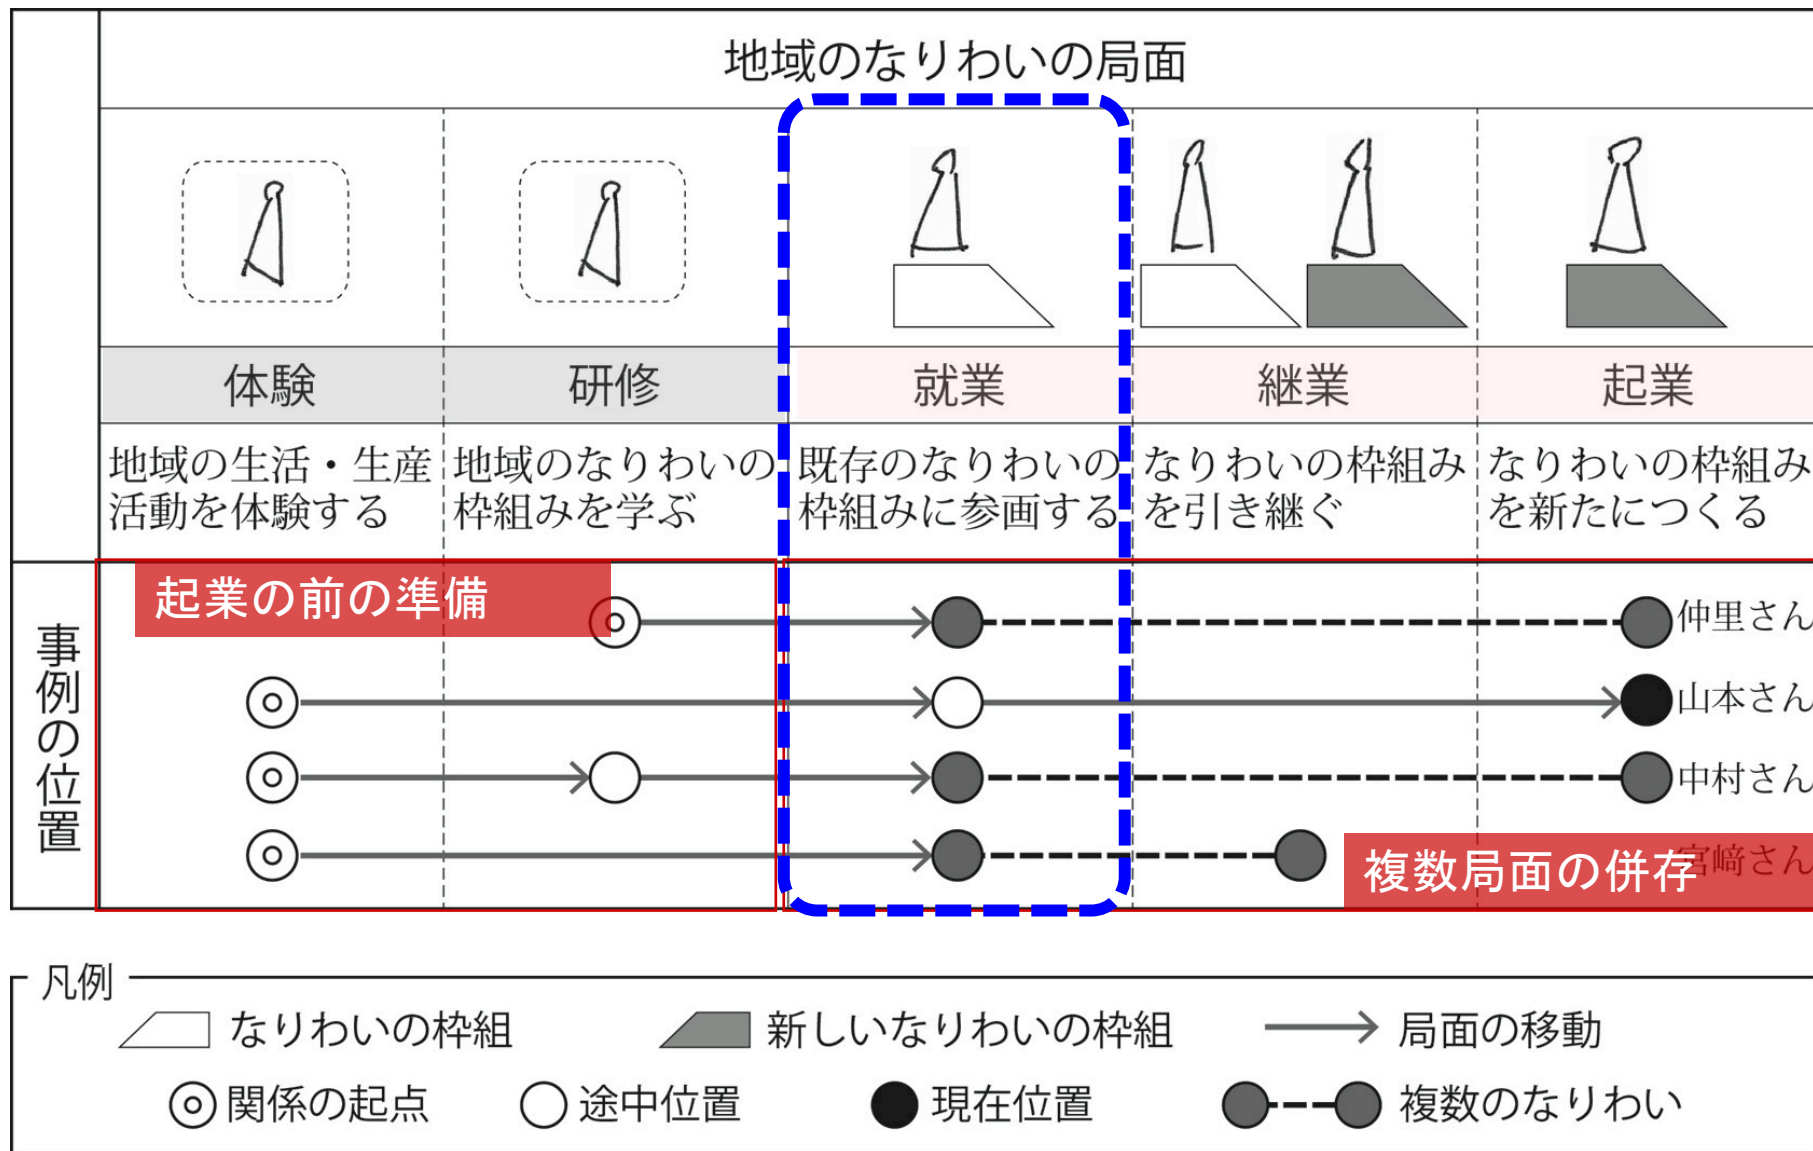 地域のなりわいの局面
体験
研修
就業
継業
起業
地域の生活・生産
活動を体験する
地域のなりわいの
枠組みを学ぶ
既存のなりわいの
枠組みに参画する
なりわいの枠組み
を引き継ぐ
なりわいの枠組み
を新たにつくる
事例の位置
起業の前の準備
仲里さん
山本さん
中村さん
宮﨑さん
複数局面の併存
凡例
なりわいの枠組
新しいなりわいの枠組
局面の移動
関係の起点
途中位置
現在位置
複数のなりわい